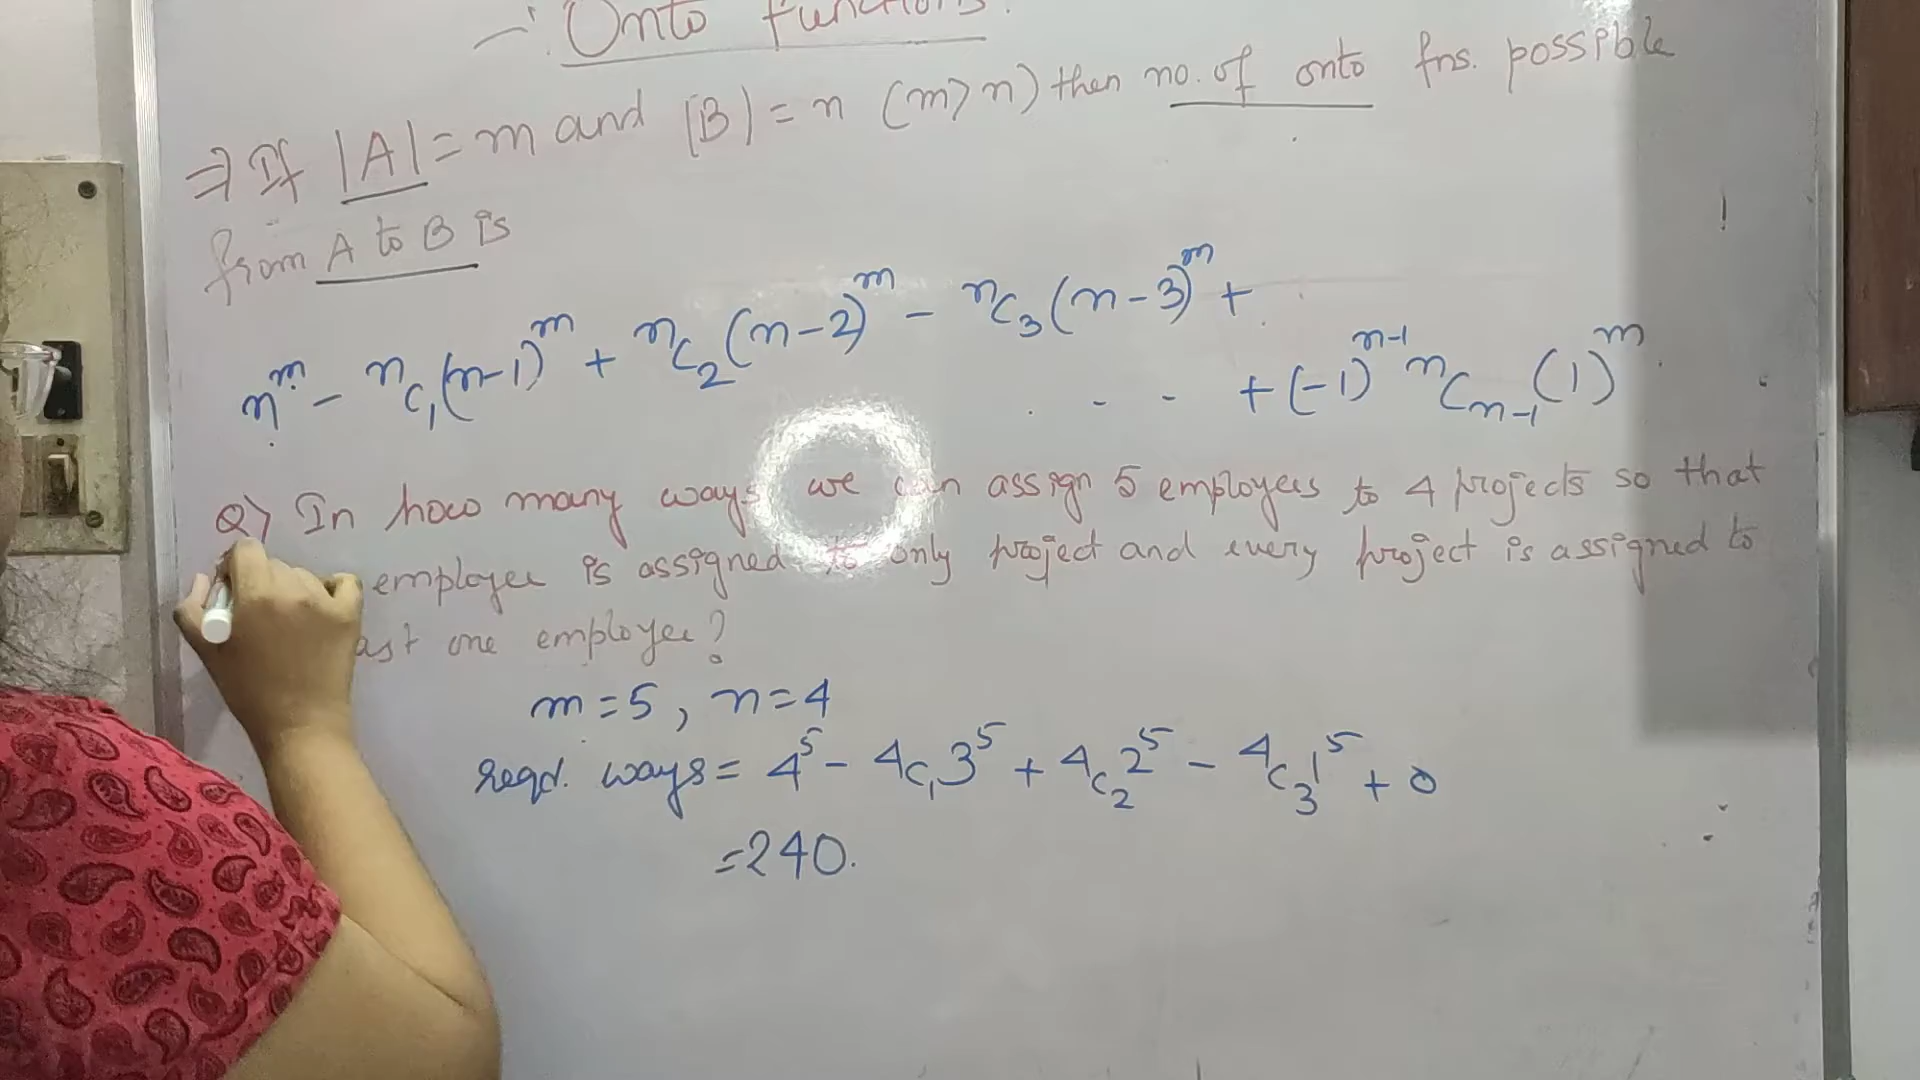 -: Onto Functions:
⇒ If |A| = m and |B| = n (m>n) then no. of onto fns. possible
from A to B is
n^m - nC1(n-1)^m + nC2(n-2)^m - nC3(n-3)^m +
. - - + (-1)^(n-1) nC(n-1) (1)^m
Q) In how many ways we can assign 5 employees to 4 projects so that
employee is assigned to only project and every project is assigned to
ast one employee?
m = 5, n = 4
reqd. ways = 4^5 - 4C1 3^5 + 4C2 2^5 - 4C3 1^5 + 0
= 240.